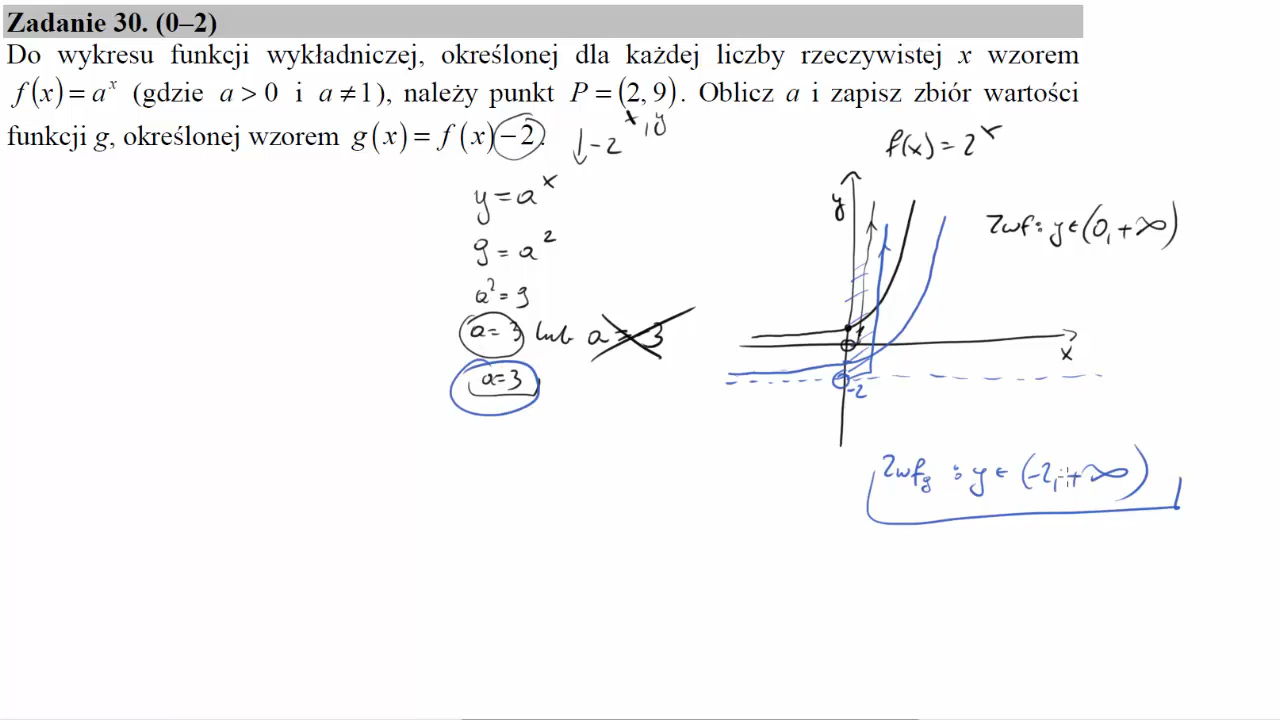 Zadanie 30. (0–2)
Do wykresu funkcji wykładniczej, określonej dla każdej liczby rzeczywistej x wzorem
f(x) = a^x (gdzie a > 0 i a ≠ 1), należy punkt P = (2, 9). Oblicz a i zapisz zbiór wartości
funkcji g, określonej wzorem g(x) = f(x) − 2.
↓ −2
x, y
f(x) = 2^x
y = a^x
9 = a^2
a^2 = 9
a = 3 lub a = -3
a = 3
y
Zwf: y ∈ (0, +∞)
1
x
-2
Zwf_g : y ∈ (-2, +∞)